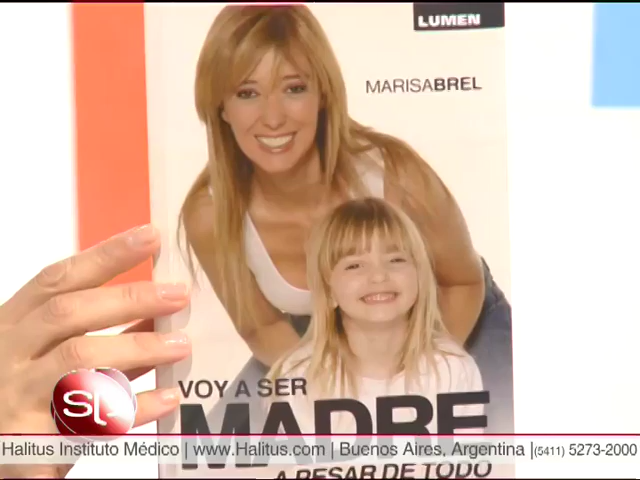 LUMEN
MARISABREL
VOY A SER
MADRE
A PESAR DE TODO
Halitus Instituto Médico | www.Halitus.com | Buenos Aires, Argentina |(5411) 5273-2000